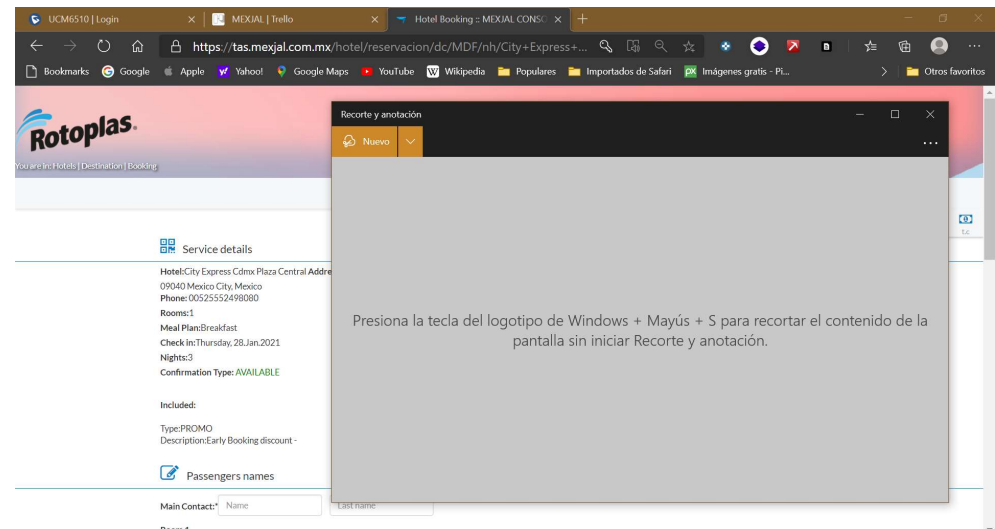 UCM6510 | Login
MEXJAL | Trello
Hotel Booking :: MEXJAL CONSO
https://tas.mexjal.com.mx/hotel/reservacion/dc/MDF/nh/City+Express+...
Bookmarks
Google
Apple
Yahoo!
Google Maps
YouTube
Wikipedia
Populares
Importados de Safari
Imágenes gratis - Pi...
Otros favoritos
Rotoplas.
You are in: Hotels | Destination | Booking
Recorte y anotación
Nuevo
Presiona la tecla del logotipo de Windows + Mayús + S para recortar el contenido de la
pantalla sin iniciar Recorte y anotación.
t.c
Service details
Hotel:City Express Cdmx Plaza Central Addre
09040 Mexico City, Mexico
Phone: 00525552498080
Rooms:1
Meal Plan:Breakfast
Check in:Thursday, 28.Jan.2021
Nights:3
Confirmation Type: AVAILABLE
Included:
Type:PROMO
Description:Early Booking discount -
Passengers names
Main Contact:* Name Last name
Room 1